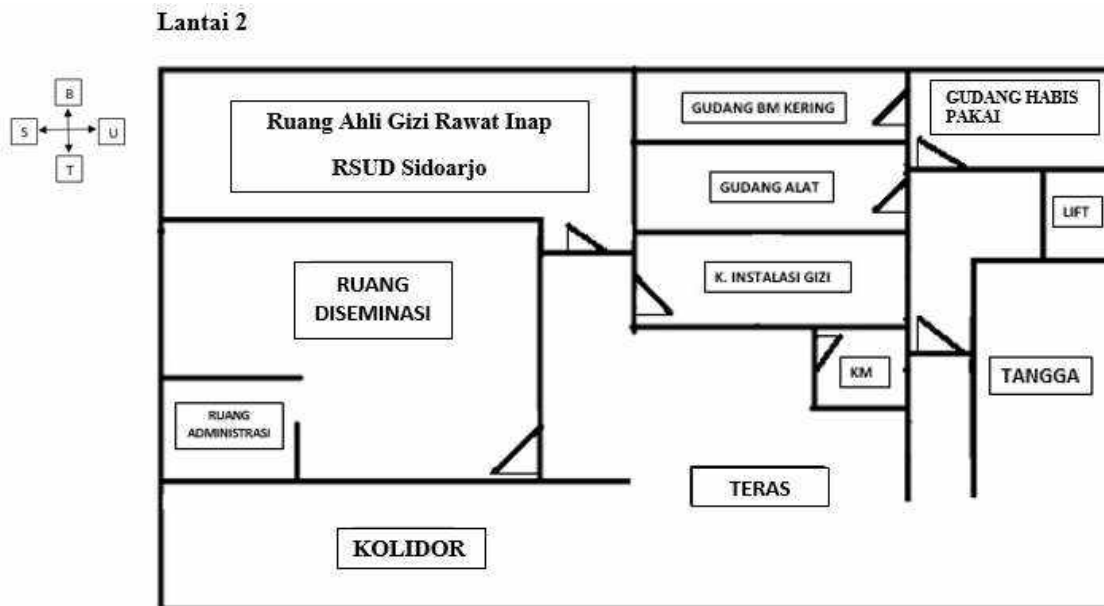 Lantai 2
B
S
U
T
Ruang Ahli Gizi Rawat Inap
RSUD Sidoarjo
GUDANG BM KERING
GUDANG HABIS
PAKAI
GUDANG ALAT
LIFT
K. INSTALASI GIZI
RUANG
DISEMINASI
KM
TANGGA
RUANG
ADMINISTRASI
TERAS
KOLIDOR